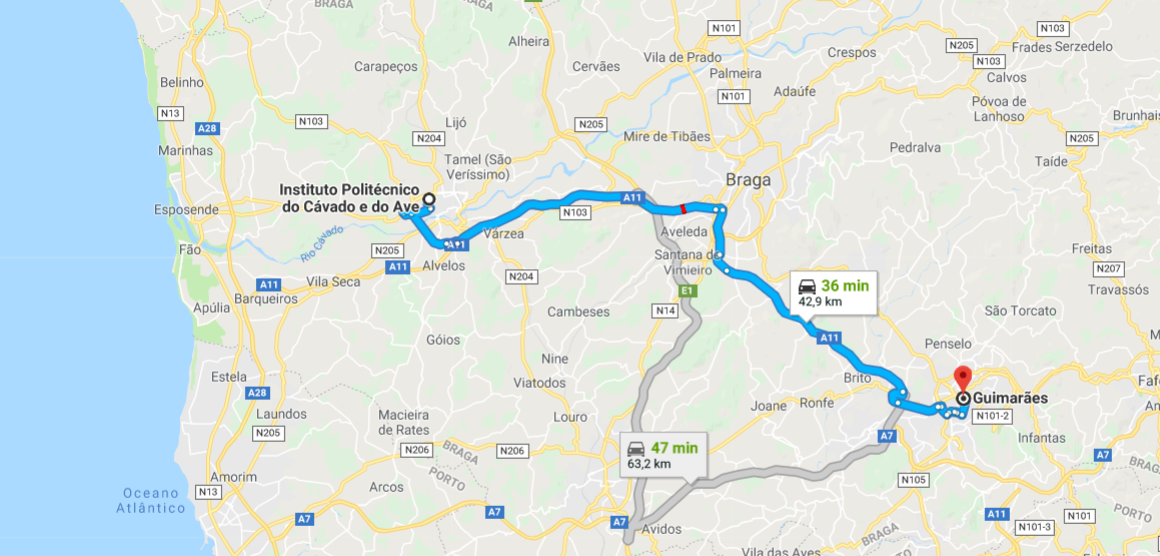 BRAGA
N101
N103
Alheira
N205
Frades
Serzedelo
Vila de Prado
Crespos
N103
Carapeços
Cervães
Palmeira
Calvos
Belinho
N101
Adaúfe
Póvoa de
Lanhoso
N13
N103
Lijó
N205
Brunhais
A28
N204
Mire de Tibães
N205
Marinhas
Pedralva
Tamel (São
Veríssimo)
Taíde
Instituto Politécnico
do Cávado e do Ave
Braga
Esposende
N103
A11
Rio Cávado
Várzea
Aveleda
Fão
N205
A11
Santana do
Vimieiro
Freitas
A11
Alvelos
N207
Vila Seca
N204
A11
E1
36 min
42,9 km
Travassós
Barqueiros
Apúlia
Cambeses
N14
São Torcato
Góios
A11
Penselo
Nine
Estela
Viatodos
Brito
A28
Guimarães
Laundos
Macieira
de Rates
Louro
Joane
Ronfe
N101-2
N205
A7
Infantas
N206
BRAGA
PORTO
N206
47 min
63,2 km
A7
BRAGA
Amorim
Arcos
N105
Oceano
Atlântico
N13
A7
A7
A7
Avidos
A11
N101
N101-3
PORTO
BRAGA
Vila das Aves